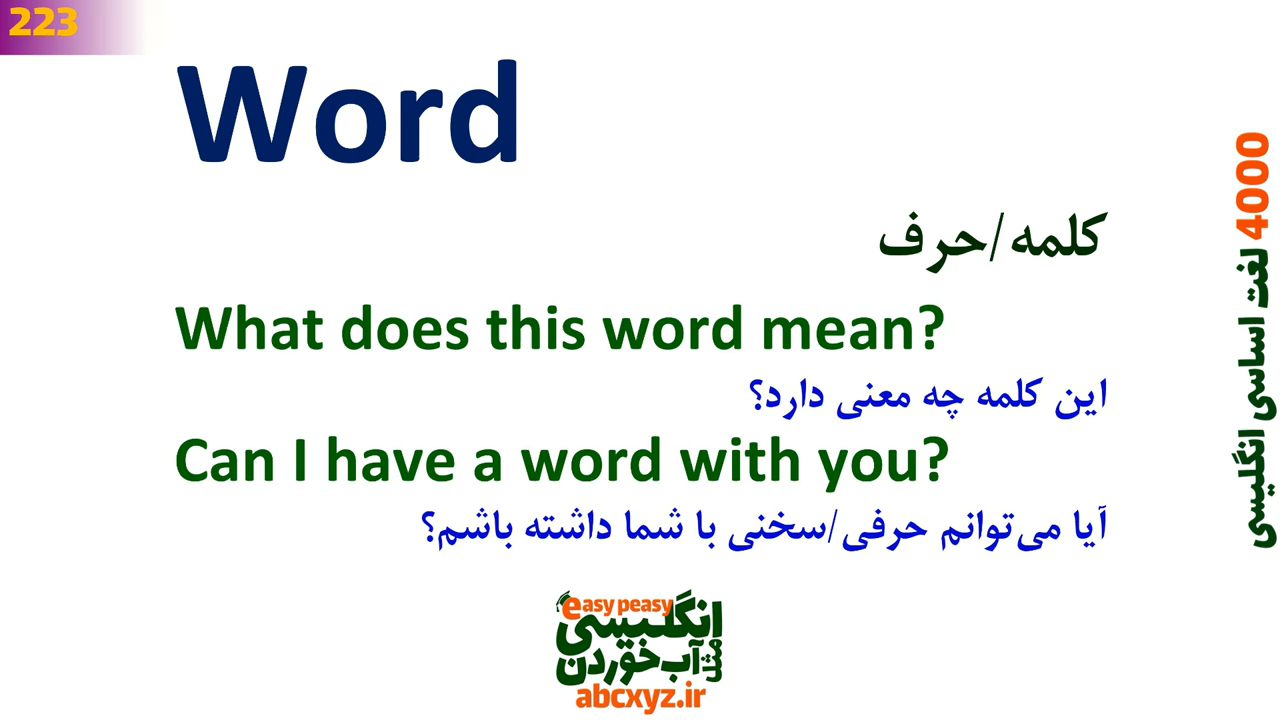 223
Word
کلمه/حرف
What does this word mean?
این کلمه چه معنی دارد؟
Can I have a word with you?
آیا می‌توانم حرفی/سخنی با شما داشته باشم؟
4000 لغت اساسی انگلیسی
easy peasy
انگلیسی
مثل آب خوردن
abcxyz.ir